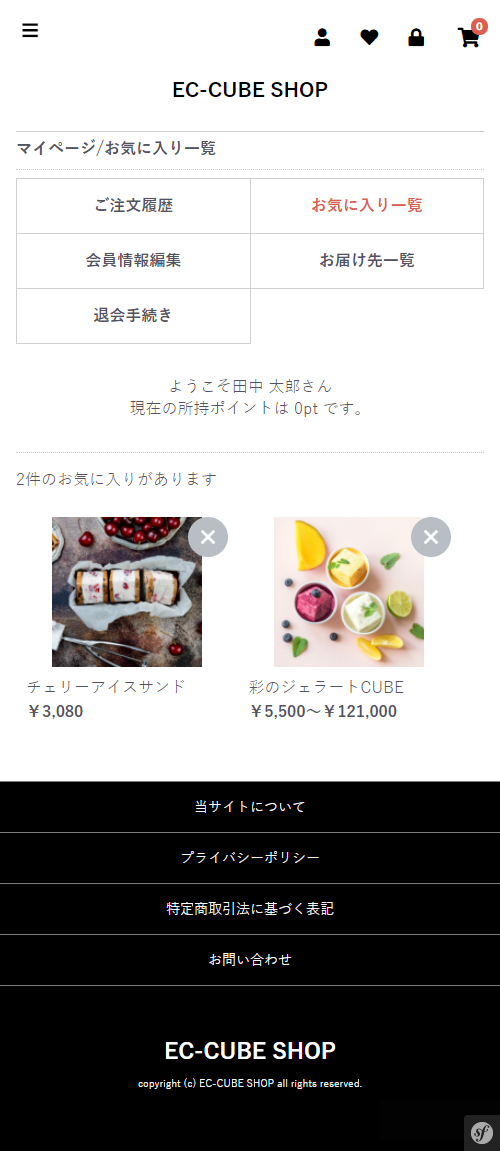 0
EC-CUBE SHOP
マイページ/お気に入り一覧
ご注文履歴
お気に入り一覧
会員情報編集
お届け先一覧
退会手続き
ようこそ田中 太郎さん
現在の所持ポイントは 0pt です。
2件のお気に入りがあります
チェリーアイスサンド
￥3,080
彩のジェラートCUBE
￥5,500～￥121,000
当サイトについて
プライバシーポリシー
特定商取引法に基づく表記
お問い合わせ
EC-CUBE SHOP
copyright (c) EC-CUBE SHOP all rights reserved.
sf